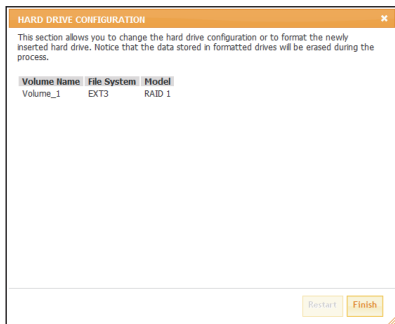 HARD DRIVE CONFIGURATION ×
This section allows you to change the hard drive configuration or to format the newly
inserted hard drive. Notice that the data stored in formatted drives will be erased during the
process.
Volume Name File System Model
Volume_1 EXT3 RAID 1
Restart Finish